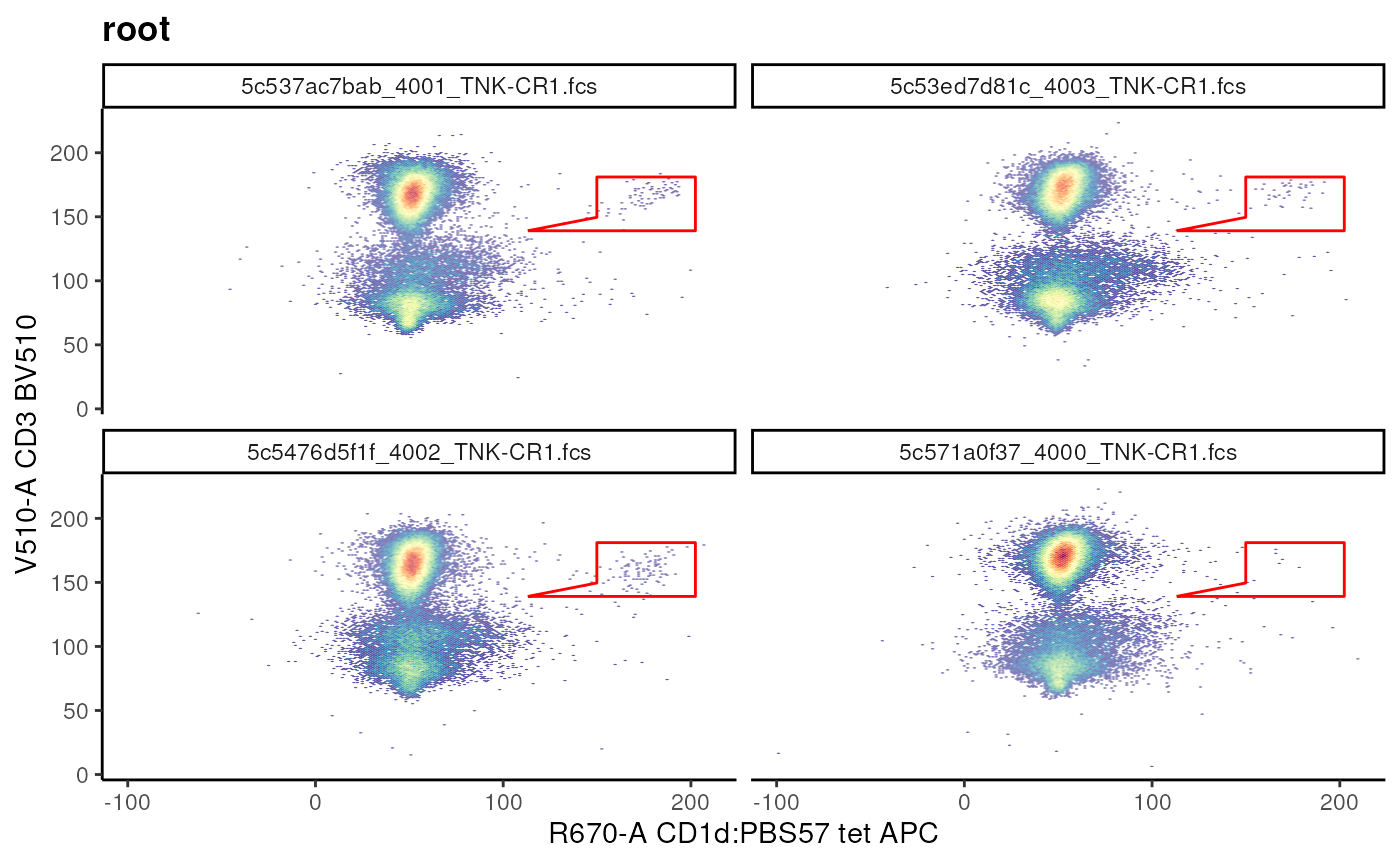 root
5c537ac7bab_4001_TNK-CR1.fcs
5c53ed7d81c_4003_TNK-CR1.fcs
200
150
100
50
0
5c5476d5f1f_4002_TNK-CR1.fcs
5c571a0f37_4000_TNK-CR1.fcs
200
150
100
50
0
-100
0
100
200
-100
0
100
200
V510-A CD3 BV510
R670-A CD1d:PBS57 tet APC